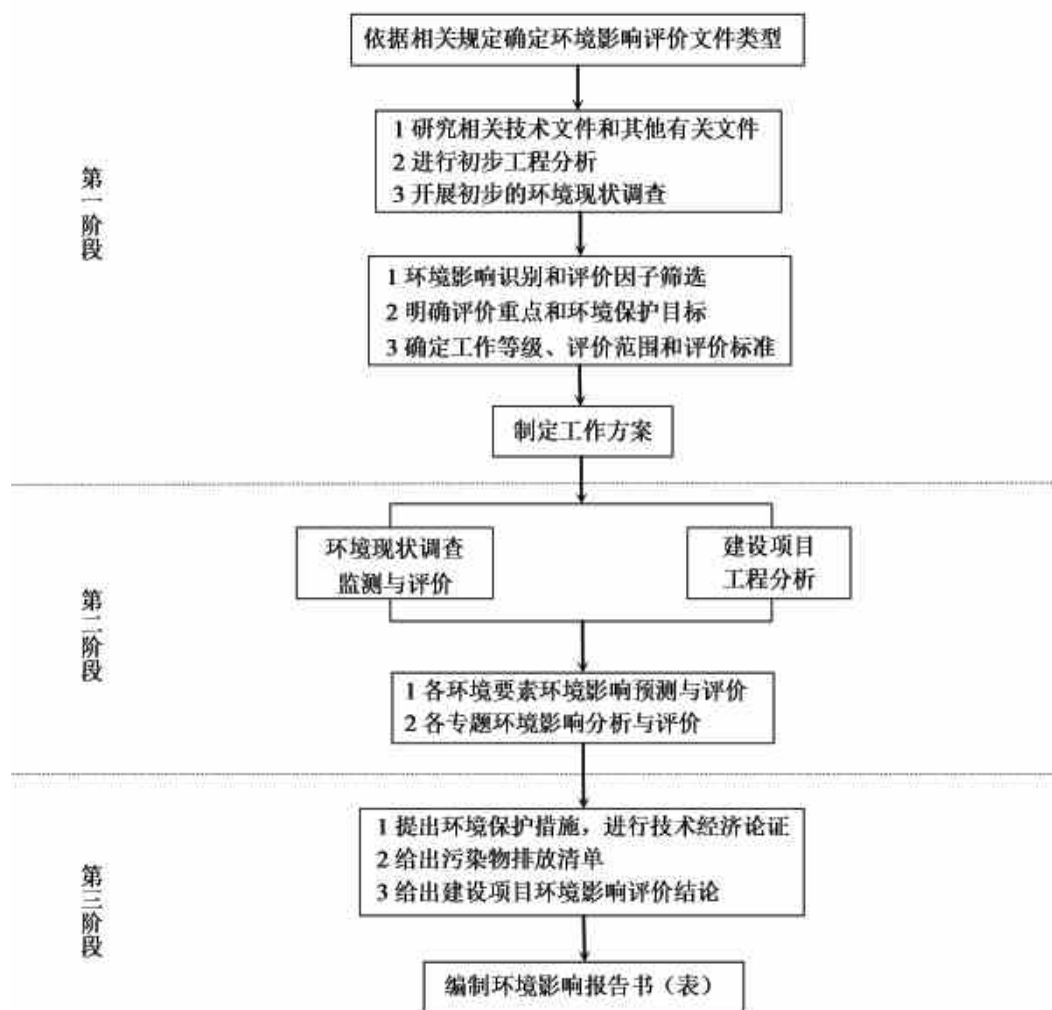 依据相关规定确定环境影响评价文件类型
1 研究相关技术文件和其他有关文件
2 进行初步工程分析
3 开展初步的环境现状调查
第一阶段
1 环境影响识别和评价因子筛选
2 明确评价重点和环境保护目标
3 确定工作等级、评价范围和评价标准
制定工作方案
环境现状调查
监测与评价
建设项目
工程分析
第二阶段
1 各环境要素环境影响预测与评价
2 各专题环境影响分析与评价
1 提出环境保护措施，进行技术经济论证
2 给出污染物排放清单
3 给出建设项目环境影响评价结论
第三阶段
编制环境影响报告书（表）